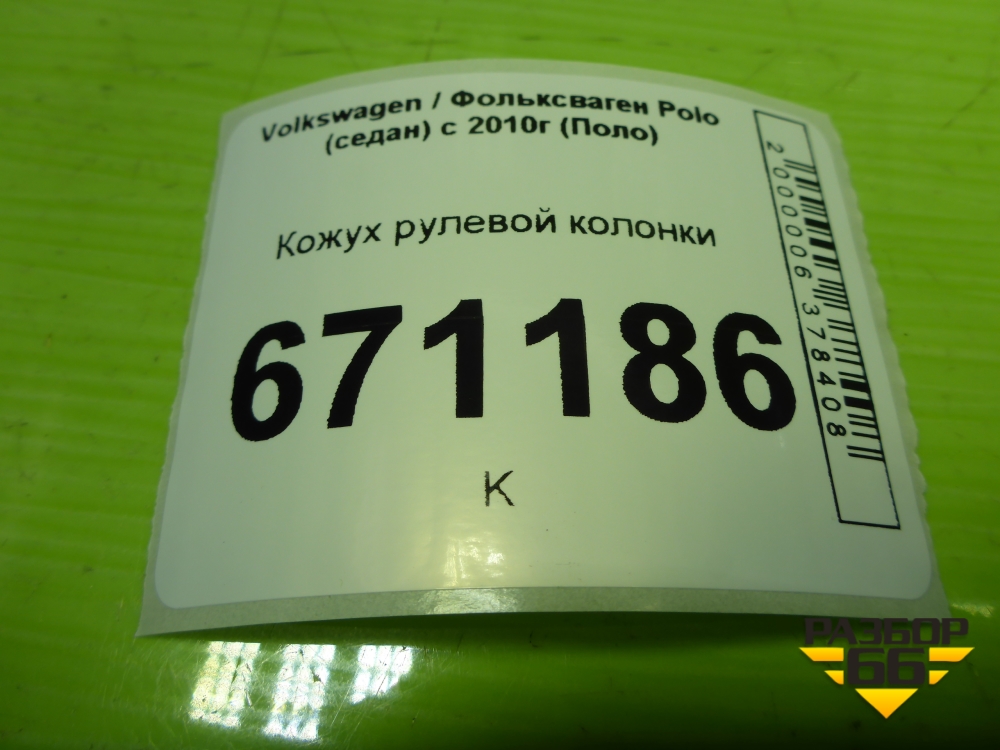 Volkswagen / Фольксваген Polo
(седан) с 2010г (Поло)
Кожух рулевой колонки
671186
К
2000006378408
РАЗБОР
66